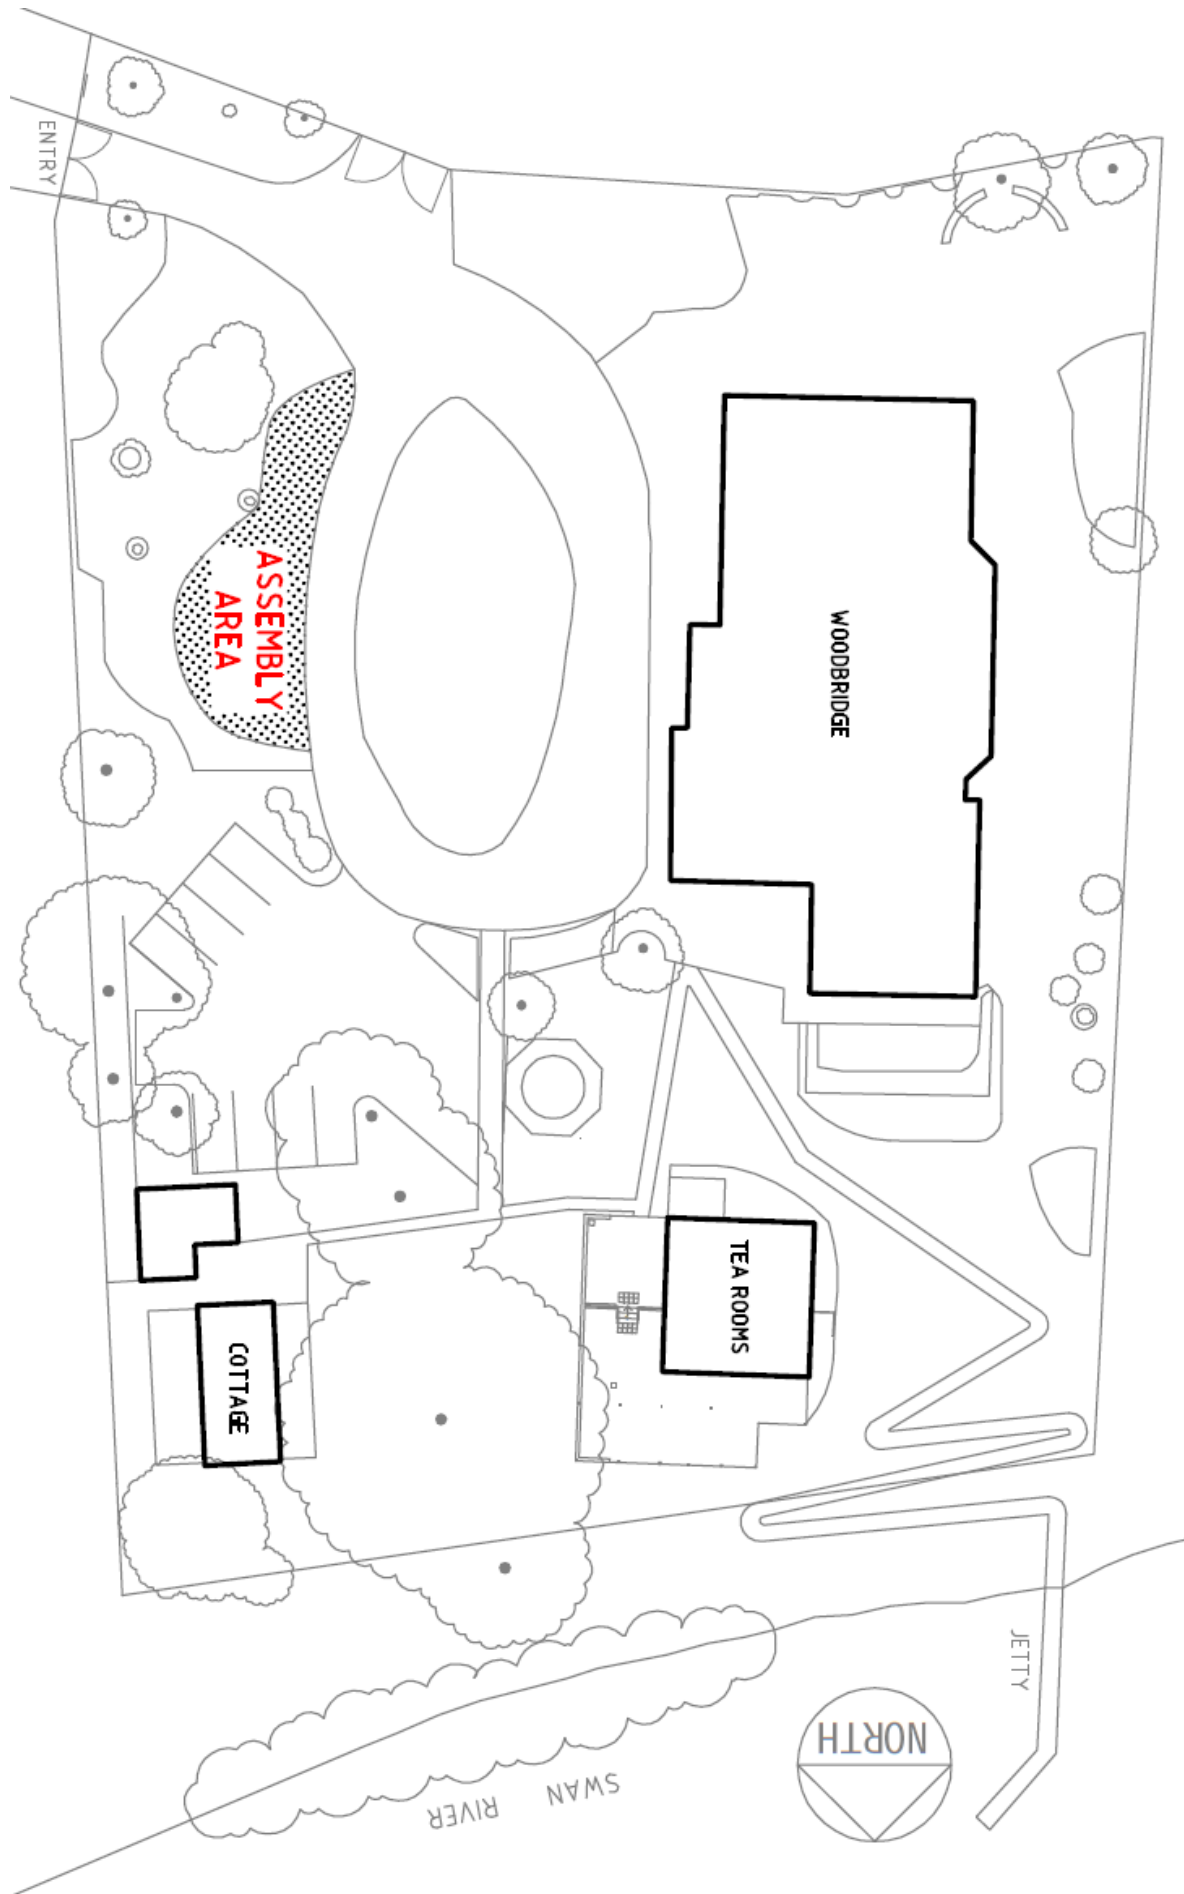 ENTRY
ASSEMBLY
AREA
WOODBRIDGE
TEA ROOMS
COTTAGE
JETTY
NORTH
SWAN
RIVER